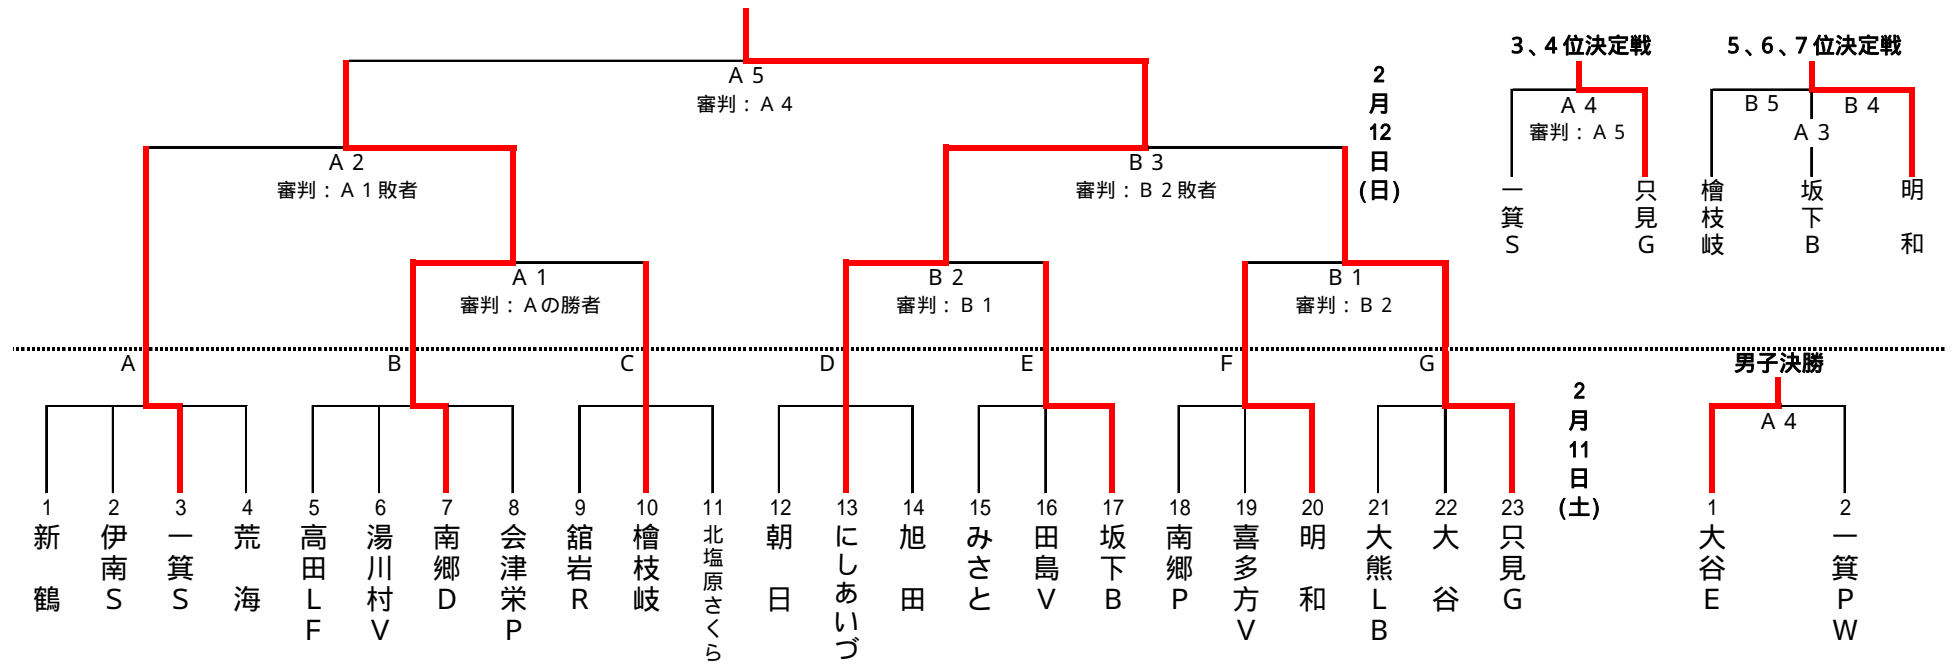 3、4位決定戦
5、6、7位決定戦
A5
審判：A4
2月12日(日)
A4
審判：A5
B5
B4
A3
A2
審判：A1敗者
B3
審判：B2敗者
一箕S
只見G
檜枝岐
坂下B
明和
A1
審判：Aの勝者
B2
審判：B1
B1
審判：B2
A
B
C
D
E
F
G
男子決勝
2月11日(土)
A4
1 新鶴
2 伊南S
3 一箕S
4 荒海
5 高田LF
6 湯川村V
7 南郷D
8 会津栄P
9 舘岩R
10 檜枝岐
11 北塩原さくら
12 朝日
13 にしあいづ
14 旭田
15 みさと
16 田島V
17 坂下B
18 南郷P
19 喜多方V
20 明和
21 大熊LB
22 大谷
23 只見G
1 大谷E
2 一箕PW